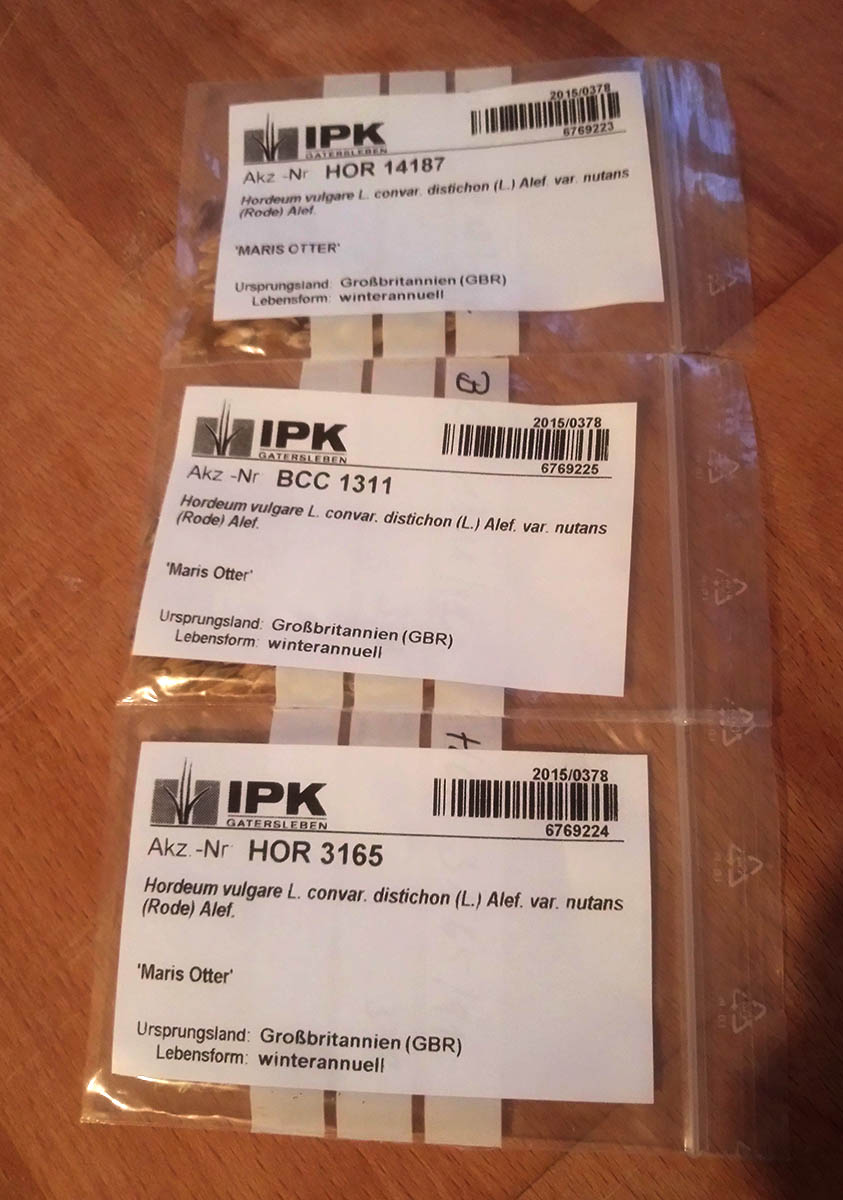 IPK
GATERSLEBEN
2015/0378
6769223
Akz -Nr HOR 14187
Hordeum vulgare L. convar. distichon (L.) Alef. var. nutans
(Rode) Alef.
'MARIS OTTER'
Ursprungsland: Großbritannien (GBR)
Lebensform: winterannuell
3
IPK
GATERSLEBEN
2015/0378
6769225
Akz -Nr BCC 1311
Hordeum vulgare L. convar. distichon (L.) Alef. var. nutans
(Rode) Alef.
'Maris Otter'
Ursprungsland: Großbritannien (GBR)
Lebensform: winterannuell
IPK
GATERSLEBEN
2015/0378
6769224
Akz.-Nr HOR 3165
Hordeum vulgare L. convar. distichon (L.) Alef. var. nutans
(Rode) Alef.
'Maris Otter'
Ursprungsland: Großbritannien (GBR)
Lebensform: winterannuell